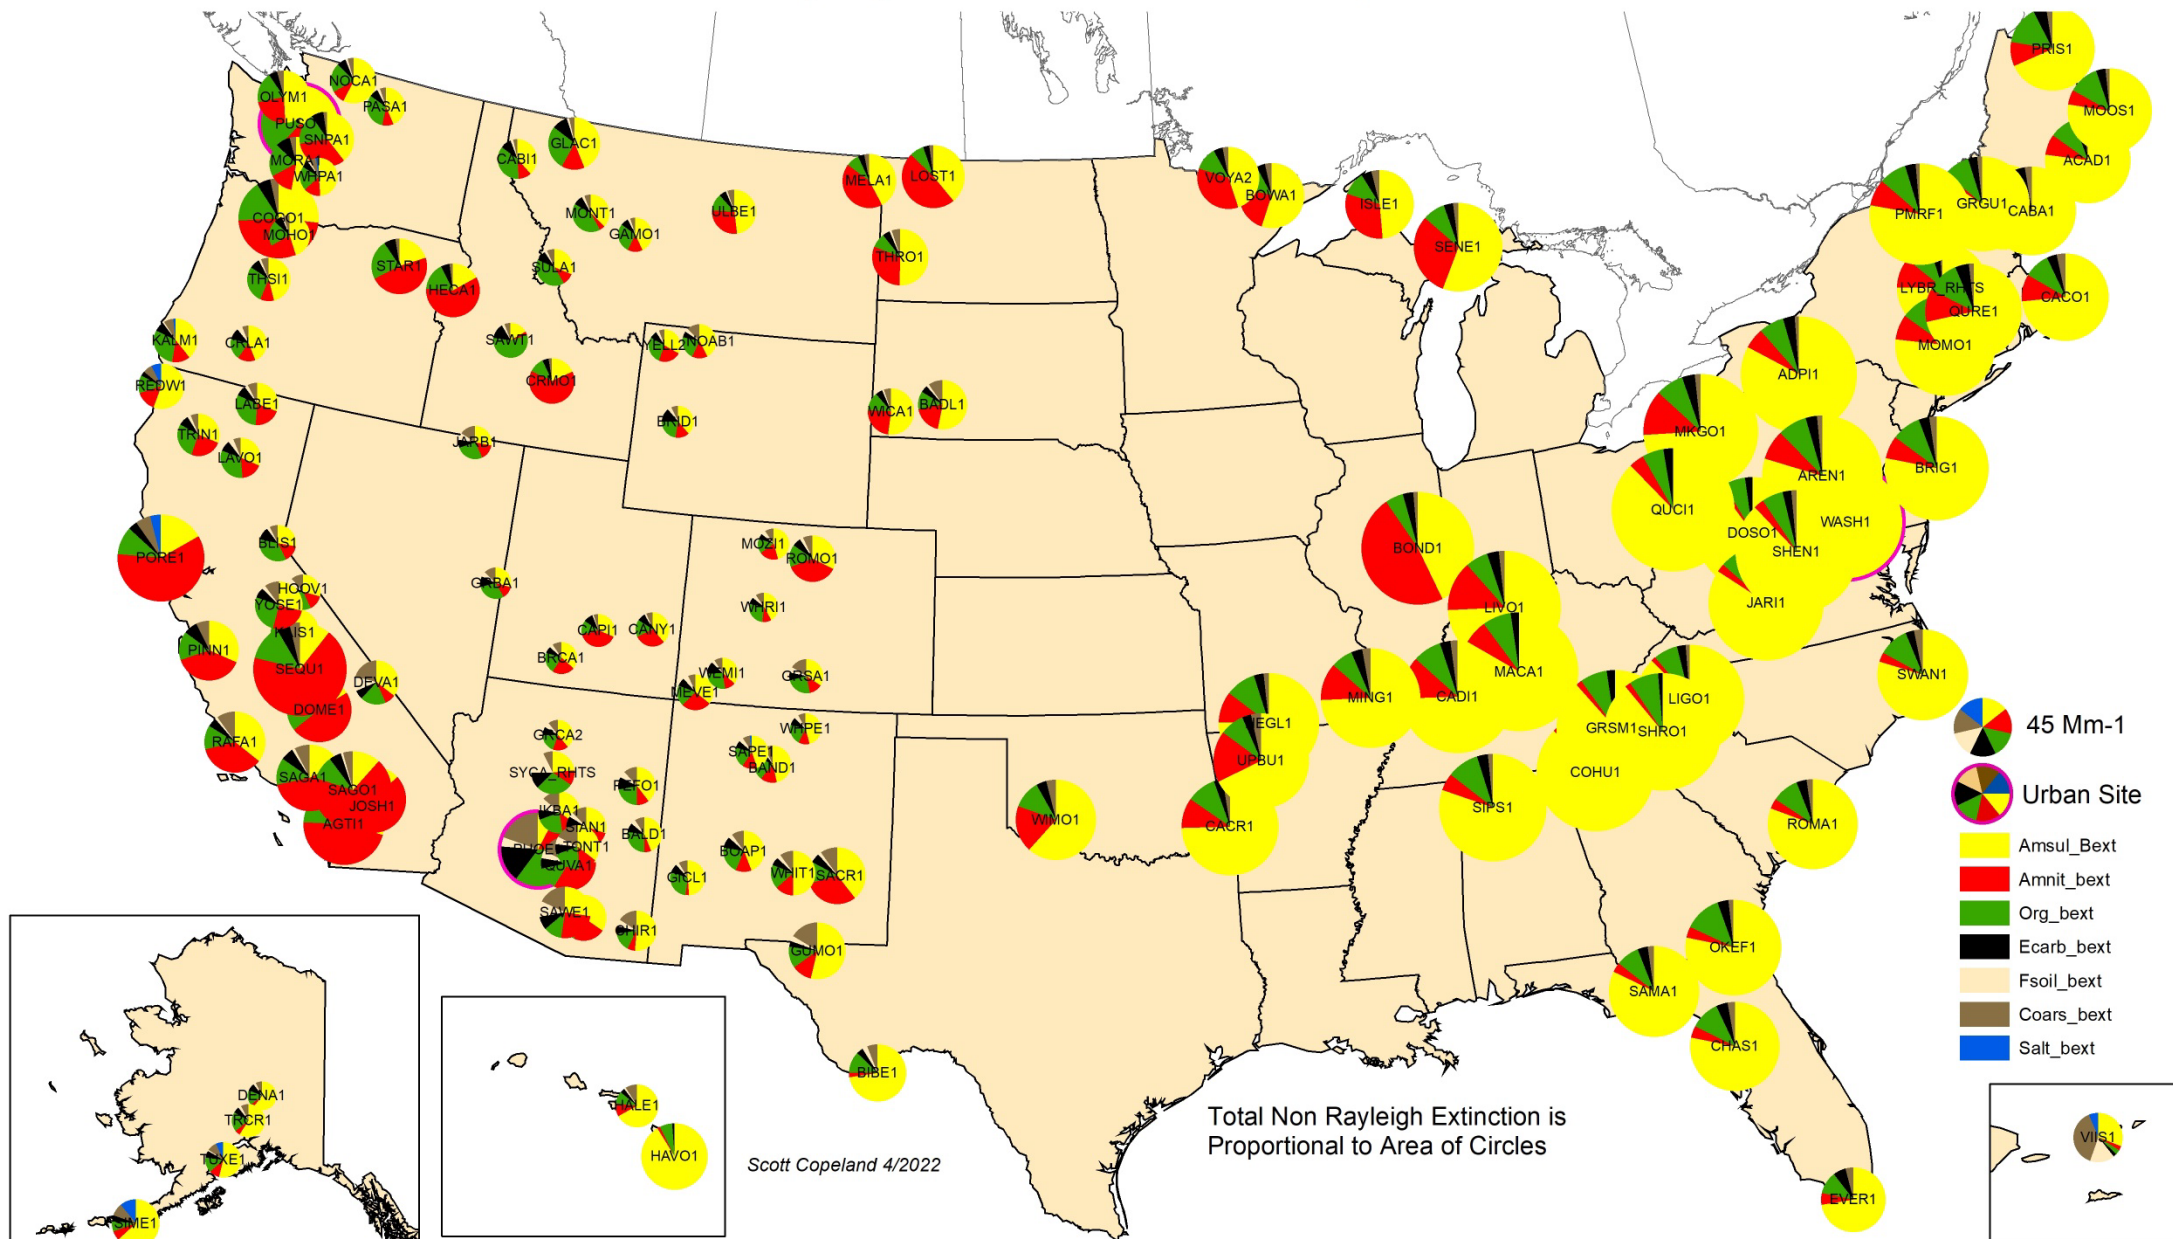 PRIS1
NOCA1
OLYM1
PASA1
MOOS1
PUSO
SNPA1
GLAC1
CABI1
MORA1
WHPA1
MELA1
LOST1
VOYA2
BOWA1
ISLE1
ACAD1
PMRF1
GRGU1
CABA1
COGO1
MOHO1
MONT1
GAMO1
ULBE1
SENE1
THSI1
STAR1
HECA1
SULA1
THRO1
LYBR_RHTS
QURE1
CACO1
KALM1
CRLA1
SAWT1
YELL2
NOAB1
MOMO1
REDW1
LABE1
CRMO1
ADPI1
TRIN1
LAVO1
JARB1
BRID1
WICA1
BADL1
MKGO1
AREN1
BRIG1
QUCI1
DOSO1
WASH1
SHEN1
PORE1
BLIS1
MOZI1
ROMO1
BOND1
HOOV1
YOSE1
GRBA1
WHRI1
LIVO1
JARI1
KAIS1
PINN1
SEQU1
CAPI1
CANY1
BRCA1
WEMI1
MEVE1
GRSA1
MACA1
DEVA1
DOME1
MING1
CADI1
LIGO1
SWAN1
RAFA1
GRCA2
WHPE1
HEGL1
GRSM1
SHRO1
45 Mm-1
SAGA1
SAGO1
JOSH1
AGTI1
SYCA_RHTS
SAPE1
BAND1
PEFO1
UPBU1
COHU1
Urban Site
IKBA1
SIAN1
BALD1
PHOE
TONT1
QUVA1
BOAP1
WHIT1
SACR1
GICL1
WIMO1
CACR1
SIPS1
ROMA1
Amsul_Bext
Amnit_bext
Org_bext
Ecarb_bext
Fsoil_bext
Coars_bext
Salt_bext
SAWE1
CHIR1
GUMO1
OKEF1
SAMA1
CHAS1
BIBE1
DENA1
TRCR1
TUXE1
SIME1
HALE1
HAVO1
Scott Copeland 4/2022
Total Non Rayleigh Extinction is
Proportional to Area of Circles
VIIS1
EVER1